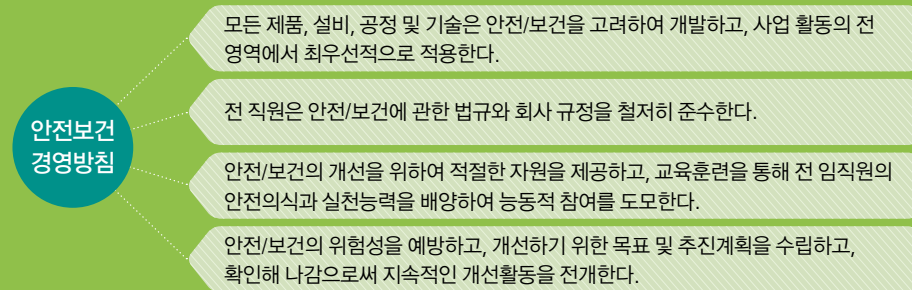 안전보건
경영방침
모든 제품, 설비, 공정 및 기술은 안전/보건을 고려하여 개발하고, 사업 활동의 전
영역에서 최우선적으로 적용한다.
전 직원은 안전/보건에 관한 법규와 회사 규정을 철저히 준수한다.
안전/보건의 개선을 위하여 적절한 자원을 제공하고, 교육훈련을 통해 전 임직원의
안전의식과 실천능력을 배양하여 능동적 참여를 도모한다.
안전/보건의 위험성을 예방하고, 개선하기 위한 목표 및 추진계획을 수립하고,
확인해 나감으로써 지속적인 개선활동을 전개한다.